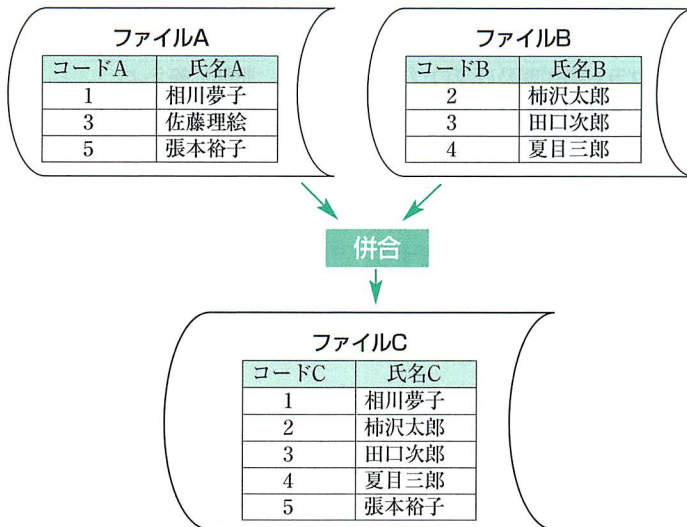 ファイルA
コードA 氏名A
1 相川夢子
3 佐藤理絵
5 張本裕子
ファイルB
コードB 氏名B
2 柿沢太郎
3 田口次郎
4 夏目三郎
併合
ファイルC
コードC 氏名C
1 相川夢子
2 柿沢太郎
3 田口次郎
4 夏目三郎
5 張本裕子